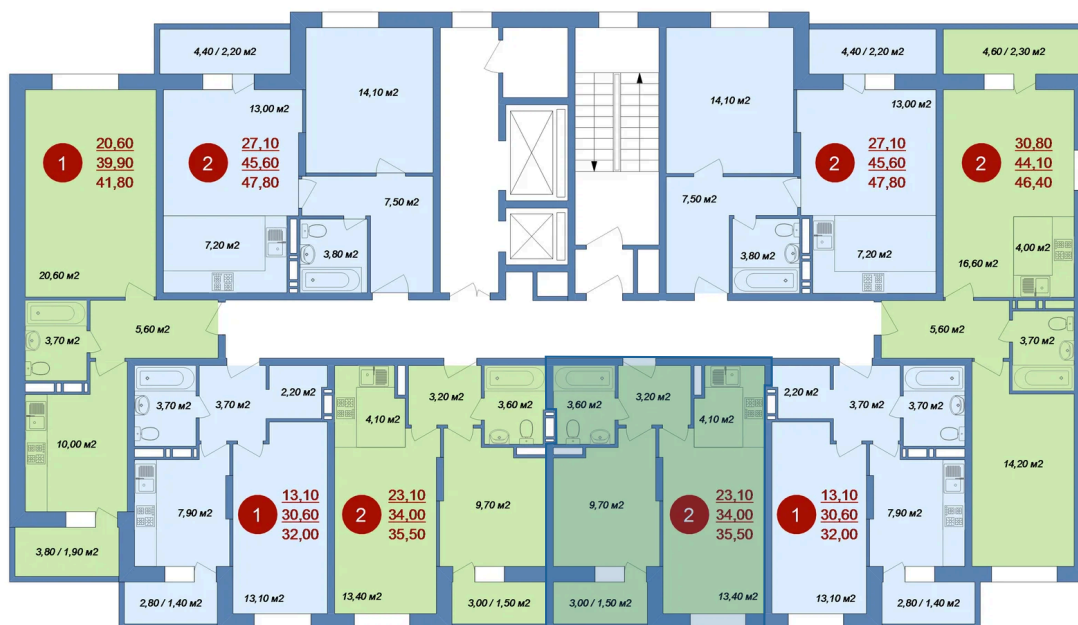 4,40 / 2,20 м2
14,10 м2
13,00 м2
1
20,60
39,90
41,80
2
27,10
45,60
47,80
7,50 м2
7,20 м2
3,80 м2
20,60 м2
14,10 м2
4,40 / 2,20 м2
4,60 / 2,30 м2
13,00 м2
2
27,10
45,60
47,80
2
30,80
44,10
46,40
7,50 м2
3,80 м2
7,20 м2
4,00 м2
16,60 м2
3,70 м2
5,60 м2
10,00 м2
3,80 / 1,90 м2
3,70 м2
3,70 м2
2,20 м2
7,90 м2
1
13,10
30,60
32,00
13,10 м2
2,80 / 1,40 м2
4,10 м2
3,20 м2
3,60 м2
2
23,10
34,00
35,50
9,70 м2
13,40 м2
3,00 / 1,50 м2
3,60 м2
3,20 м2
4,10 м2
9,70 м2
2
23,10
34,00
35,50
3,00 / 1,50 м2
13,40 м2
2,20 м2
3,70 м2
3,70 м2
1
13,10
30,60
32,00
7,90 м2
13,10 м2
2,80 / 1,40 м2
5,60 м2
3,70 м2
14,20 м2